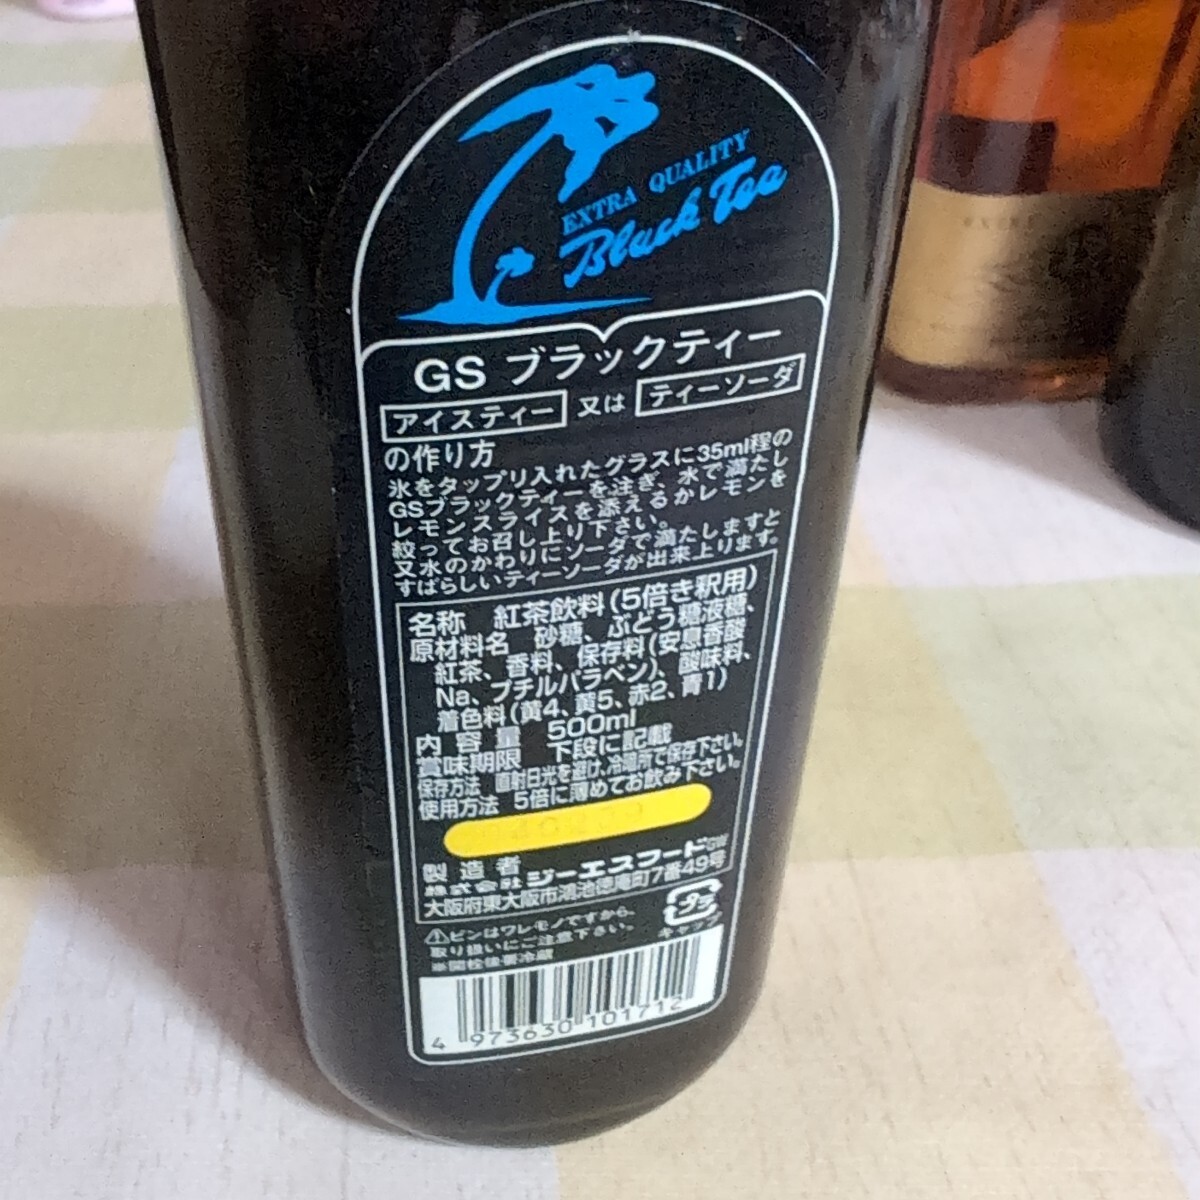 EXTRA QUALITY
Black Tea
GS ブラックティー
アイスティー 又は ティーソーダ
の作り方
氷をタップリ入れたグラスに35ml程の
GSブラックティーを注ぎ、水で満たし
レモンスライスを添えるかレモンを
絞ってお召し上り下さい。
又水のかわりにソーダで満たしますと
すばらしいティーソーダが出来上ります。
名称 紅茶飲料(5倍き釈用)
原材料名 砂糖、ぶどう糖液糖、
紅茶、香料、保存料(安息香酸
Na、ブチルパラベン)、酸味料、
着色料(黄4、黄5、赤2、青1)
内容量 500ml
賞味期限 下段に記載
保存方法 直射日光を避け、冷暗所で保存下さい。
使用方法 5倍に薄めてお飲み下さい。
製造者
株式会社 ジーエスフード GW
大阪府東大阪市鴻池徳庵町7番49号
⚠ビンはワレモノですから、
取り扱いにご注意下さい。
※開栓後要冷蔵
プラ
キャップ
4 973630 101712